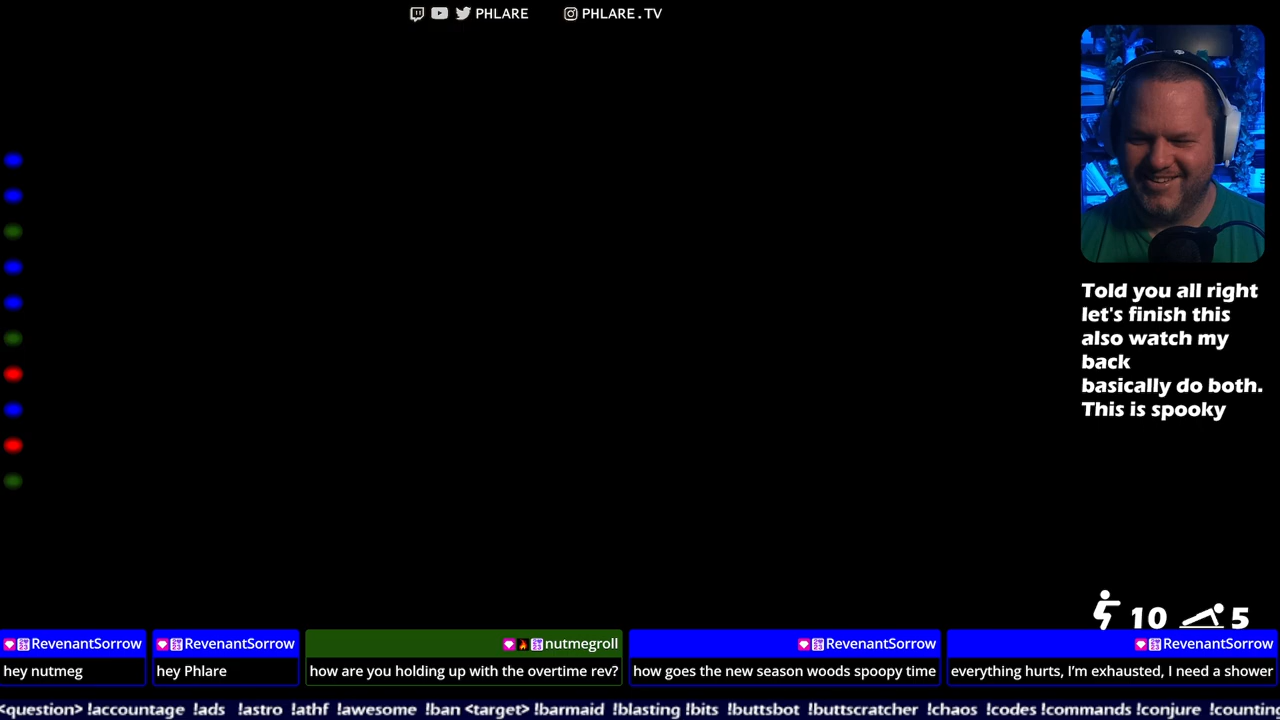 PHLARE PHLARE.TV
Told you all right
let's finish this
also watch my
back
basically do both.
This is spooky
10 5
RevenantSorrow
hey nutmeg
RevenantSorrow
hey Phlare
nutmegroll
how are you holding up with the overtime rev?
RevenantSorrow
how goes the new season woods spoopy time
RevenantSorrow
everything hurts, I'm exhausted, I need a shower
<question> !accountage !ads !astro !athf !awesome !ban <target> !barmaid !blasting !bits !buttsbot !buttscratcher !chaos !codes !commands !conjure !counting